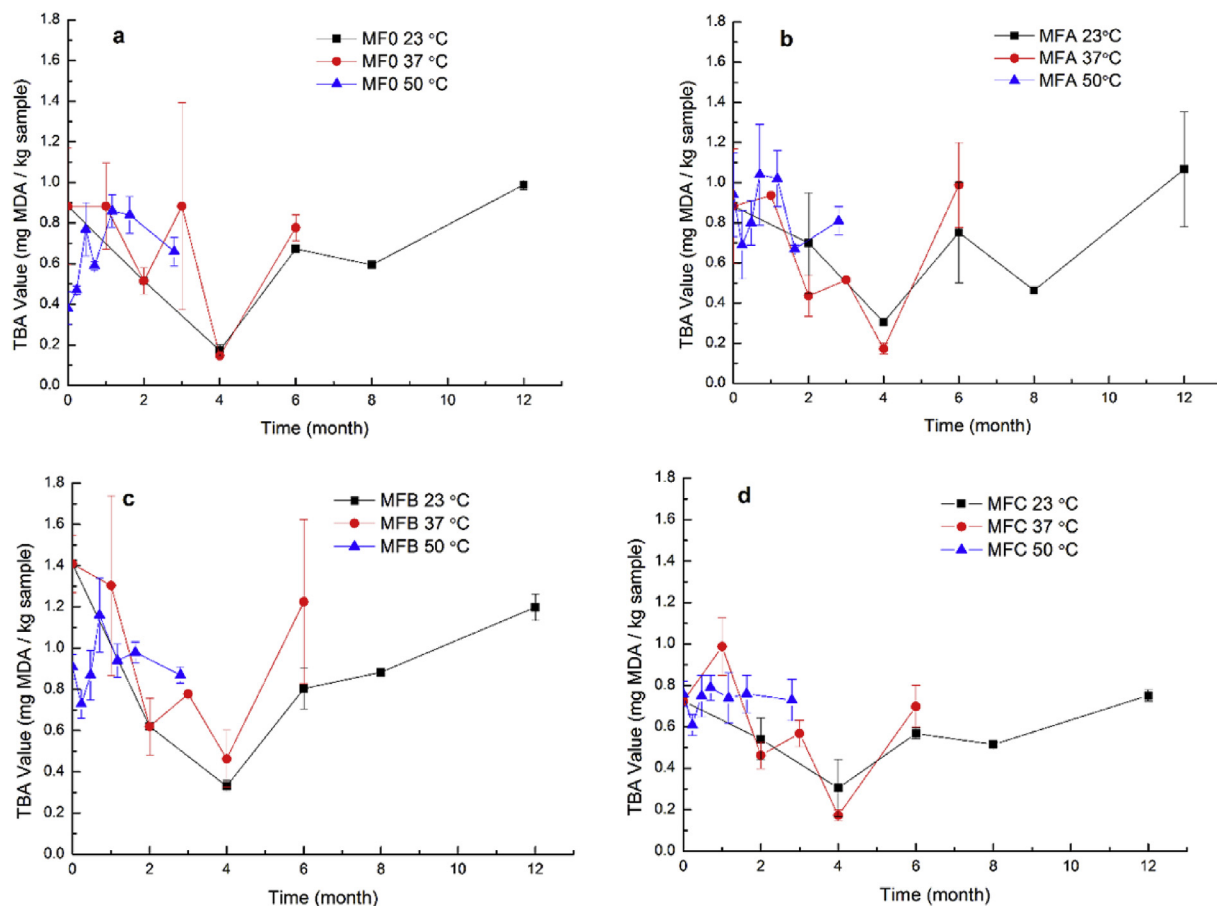 a
MF0 23 °C
MF0 37 °C
MF0 50 °C
TBA Value (mg MDA / kg sample)
1.8
1.6
1.4
1.2
1.0
0.8
0.6
0.4
0.2
0.0
0 2 4 6 8 10 12
Time (month)
b
MFA 23°C
MFA 37°C
MFA 50°C
TBA Value (mg MDA / kg sample)
1.8
1.6
1.4
1.2
1.0
0.8
0.6
0.4
0.2
0.0
0 2 4 6 8 10 12
Time (month)
c
MFB 23 °C
MFB 37 °C
MFB 50 °C
TBA Value (mg MDA / kg sample)
1.8
1.6
1.4
1.2
1.0
0.8
0.6
0.4
0.2
0.0
0 2 4 6 8 10 12
Time (month)
d
MFC 23 °C
MFC 37 °C
MFC 50 °C
TBA Value (mg MDA / kg sample)
1.8
1.6
1.4
1.2
1.0
0.8
0.6
0.4
0.2
0.0
0 2 4 6 8 10 12
Time (month)